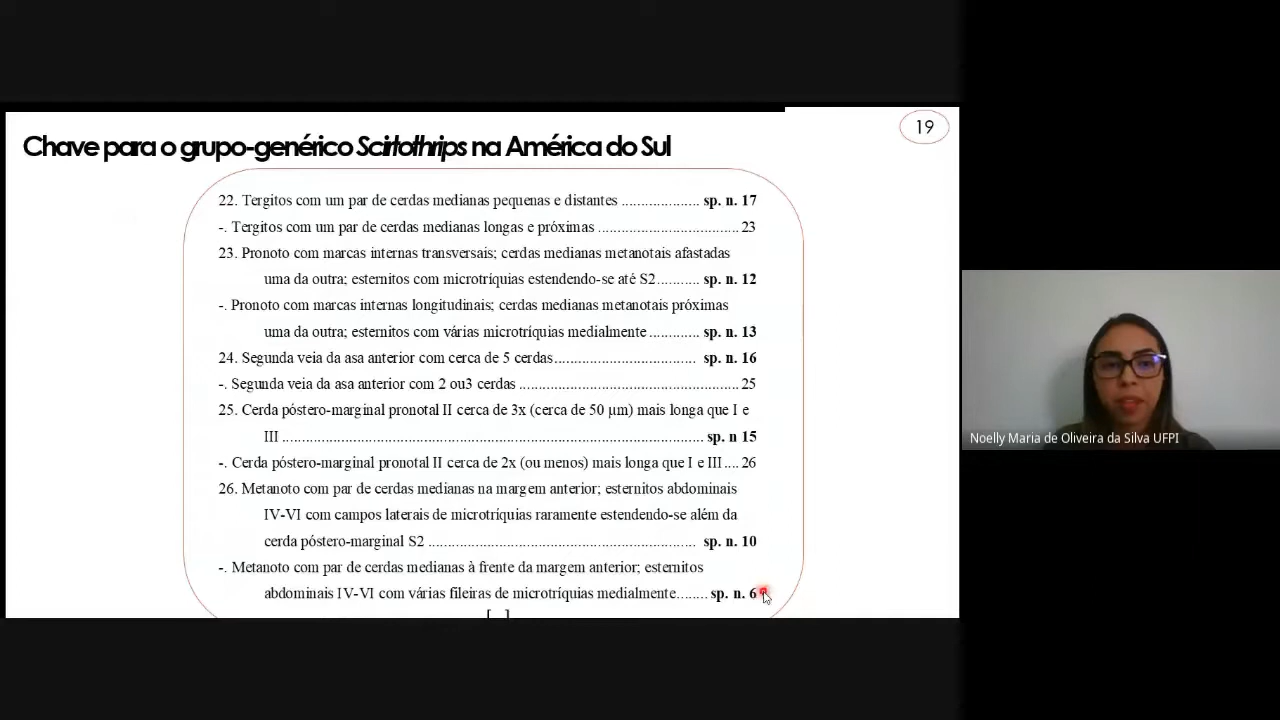 19
Chave para o grupo-genérico Scirtothrips na América do Sul
22. Tergitos com um par de cerdas medianas pequenas e distantes .................... sp. n. 17
-. Tergitos com um par de cerdas medianas longas e próximas ................................... 23
23. Pronoto com marcas internas transversais; cerdas medianas metanotais afastadas
uma da outra; esternitos com microtríquias estendendo-se até S2........... sp. n. 12
-. Pronoto com marcas internas longitudinais; cerdas medianas metanotais próximas
uma da outra; esternitos com várias microtríquias medialmente ............. sp. n. 13
24. Segunda veia da asa anterior com cerca de 5 cerdas.................................... sp. n. 16
-. Segunda veia da asa anterior com 2 ou3 cerdas ....................................................... 25
25. Cerda póstero-marginal pronotal II cerca de 3x (cerca de 50 µm) mais longa que I e
III .......................................................................................................... sp. n 15
-. Cerda póstero-marginal pronotal II cerca de 2x (ou menos) mais longa que I e III .... 26
26. Metanoto com par de cerdas medianas na margem anterior; esternitos abdominais
IV-VI com campos laterais de microtríquias raramente estendendo-se além da
cerda póstero-marginal S2 ................................................................... sp. n. 10
-. Metanoto com par de cerdas medianas à frente da margem anterior; esternitos
abdominais IV-VI com várias fileiras de microtríquias medialmente........ sp. n. 6
Noelly Maria de Oliveira da Silva UFPI